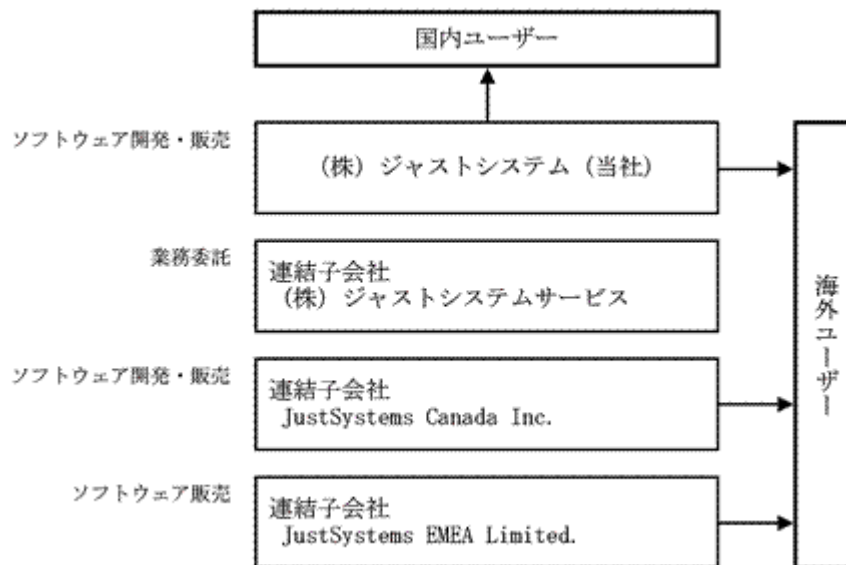 国内ユーザー
ソフトウェア開発・販売
(株) ジャストシステム (当社)
業務委託
連結子会社
(株) ジャストシステムサービス
ソフトウェア開発・販売
連結子会社
JustSystems Canada Inc.
ソフトウェア販売
連結子会社
JustSystems EMEA Limited.
海外ユーザー